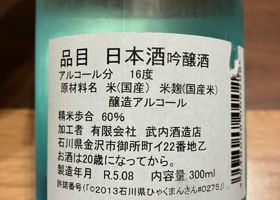 品目 日本酒吟醸酒
アルコール分 16度
原材料名 米(国産) 米麹(国産米)
醸造アルコール
精米歩合 60%
加工者 有限会社 武内酒造店
石川県金沢市御所町イ22番地乙
お酒は20歳になってから。
製造年月 R.5.08 内容量 300ml
許諾番号(「©2013石川県ひゃくまんさん#0275」)